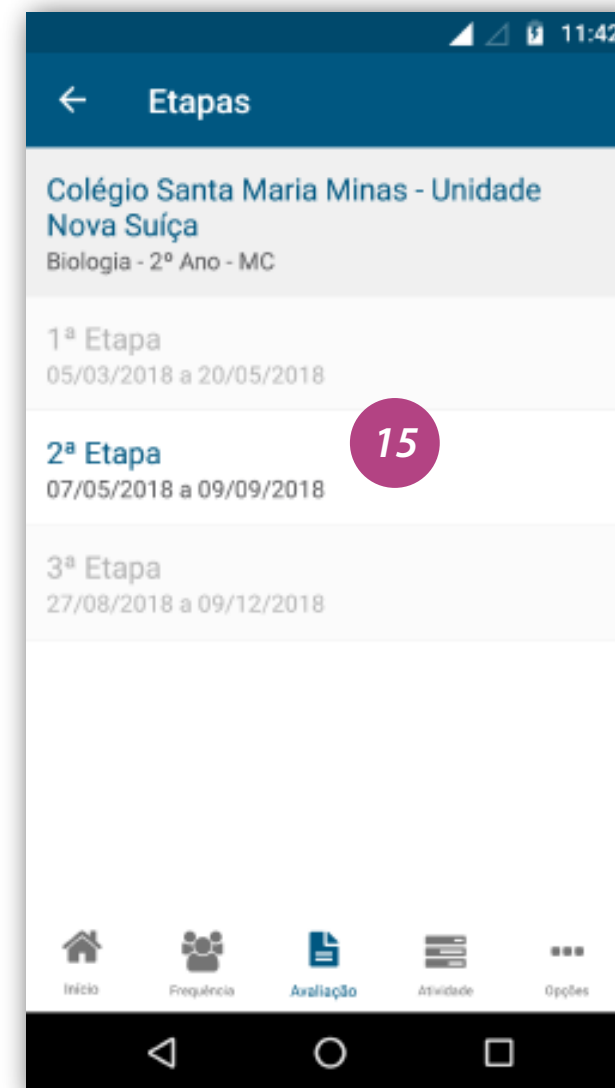 11:42
Etapas
Colégio Santa Maria Minas - Unidade
Nova Suíça
Biologia - 2º Ano - MC
1ª Etapa
05/03/2018 a 20/05/2018
2ª Etapa
07/05/2018 a 09/09/2018
15
3ª Etapa
27/08/2018 a 09/12/2018
Início
Frequência
Avaliação
Atividade
Opções